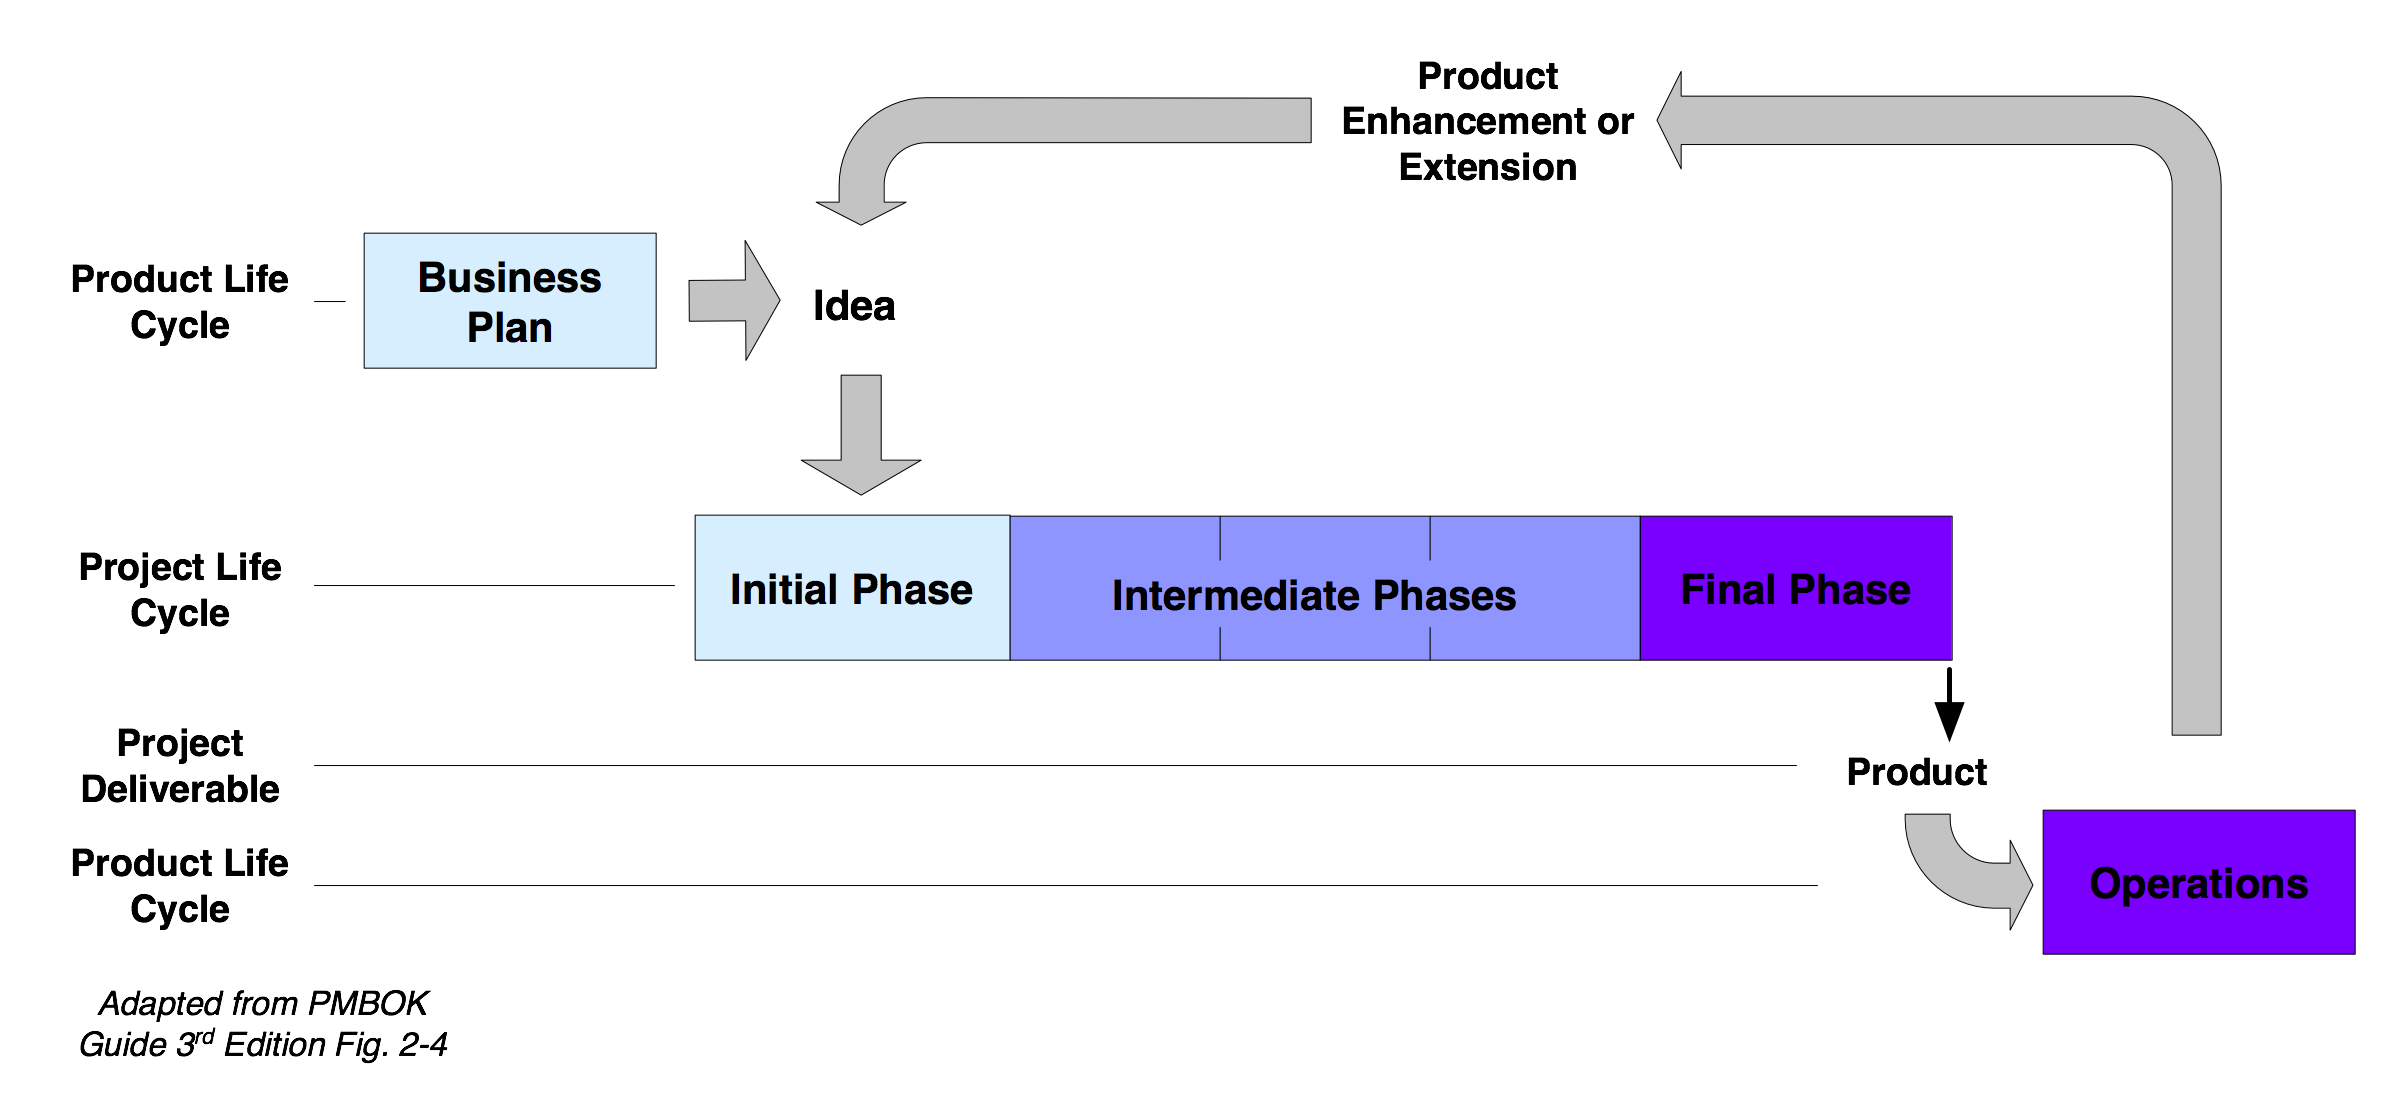 Product
Enhancement or
Extension
Product Life
Cycle
Business
Plan
Idea
Project Life
Cycle
Initial Phase
Intermediate Phases
Final Phase
Project
Deliverable
Product
Product Life
Cycle
Operations
Adapted from PMBOK
Guide 3rd Edition Fig. 2-4